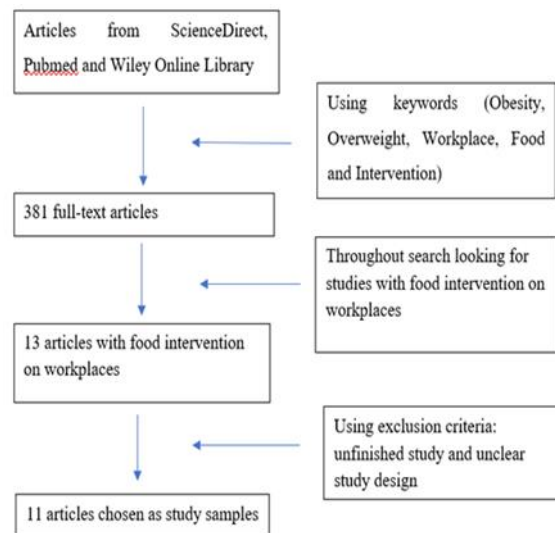 Articles from ScienceDirect,
Pubmed and Wiley Online Library
Using keywords (Obesity,
Overweight, Workplace, Food
and Intervention)
381 full-text articles
Throughout search looking for
studies with food intervention on
workplaces
13 articles with food intervention
on workplaces
Using exclusion criteria:
unfinished study and unclear
study design
11 articles chosen as study samples